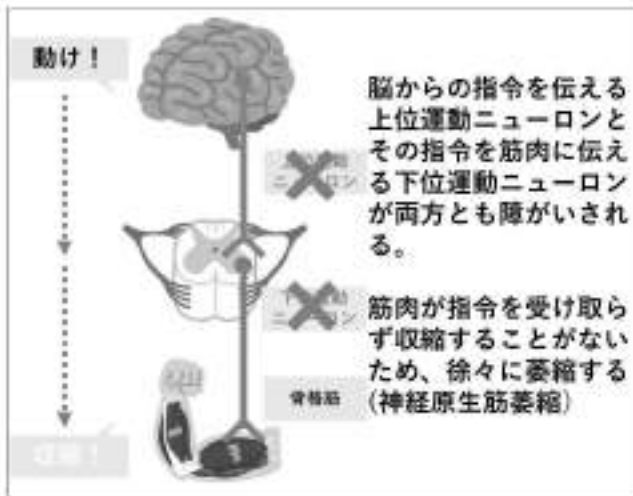 動け！
脳からの指令を伝える
上位運動ニューロンと
その指令を筋肉に伝え
る下位運動ニューロン
が両方とも障がいされ
る。
筋肉が指令を受け取ら
ず収縮することがない
ため、徐々に萎縮する
(神経原生筋萎縮)
骨格筋
収縮！